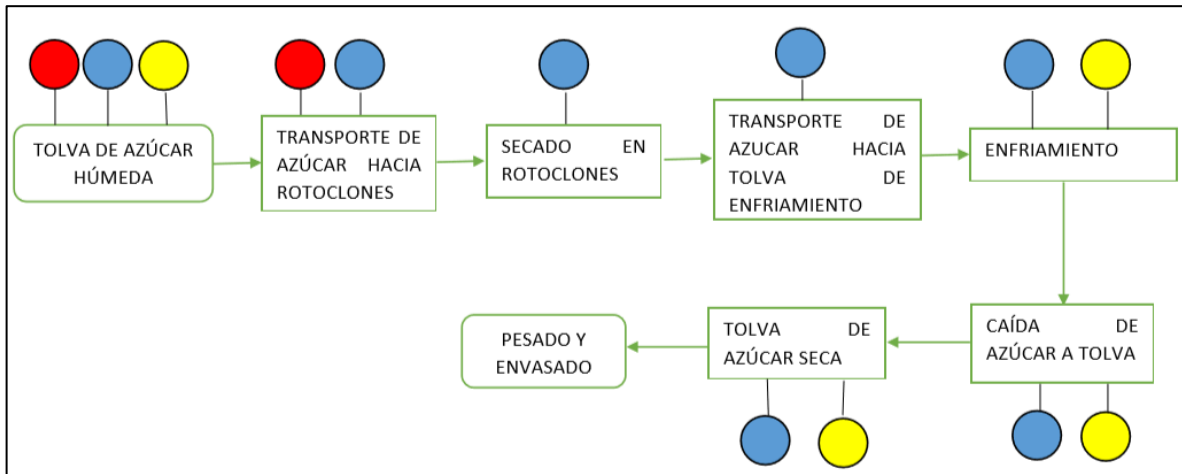 TOLVA DE AZÚCAR
HÚMEDA
TRANSPORTE DE
AZÚCAR HACIA
ROTOCLONES
SECADO EN
ROTOCLONES
TRANSPORTE DE
AZUCAR HACIA
TOLVA DE
ENFRIAMIENTO
ENFRIAMIENTO
CAÍDA DE
AZÚCAR A TOLVA
TOLVA DE
AZÚCAR SECA
PESADO Y
ENVASADO